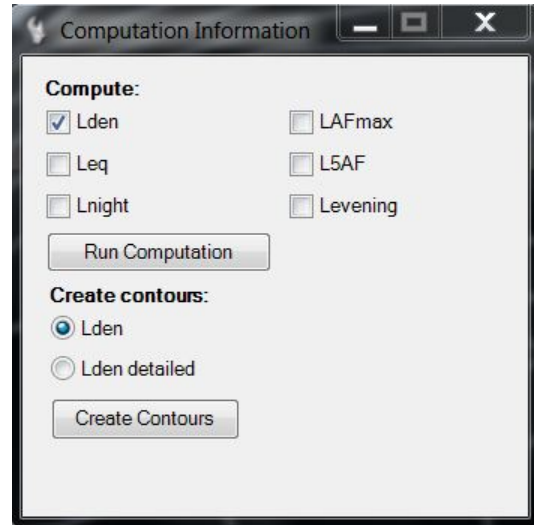 Computation Information
Compute:
Lden LAFmax
Leq L5AF
Lnight Levening
Run Computation
Create contours:
Lden
Lden detailed
Create Contours